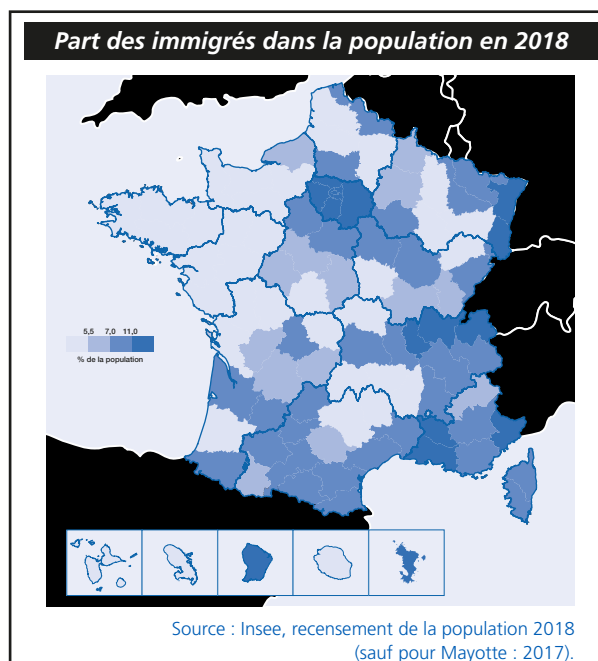 Part des immigrés dans la population en 2018
5,5 7,0 11,0
% de la population
Source : Insee, recensement de la population 2018
(sauf pour Mayotte : 2017).